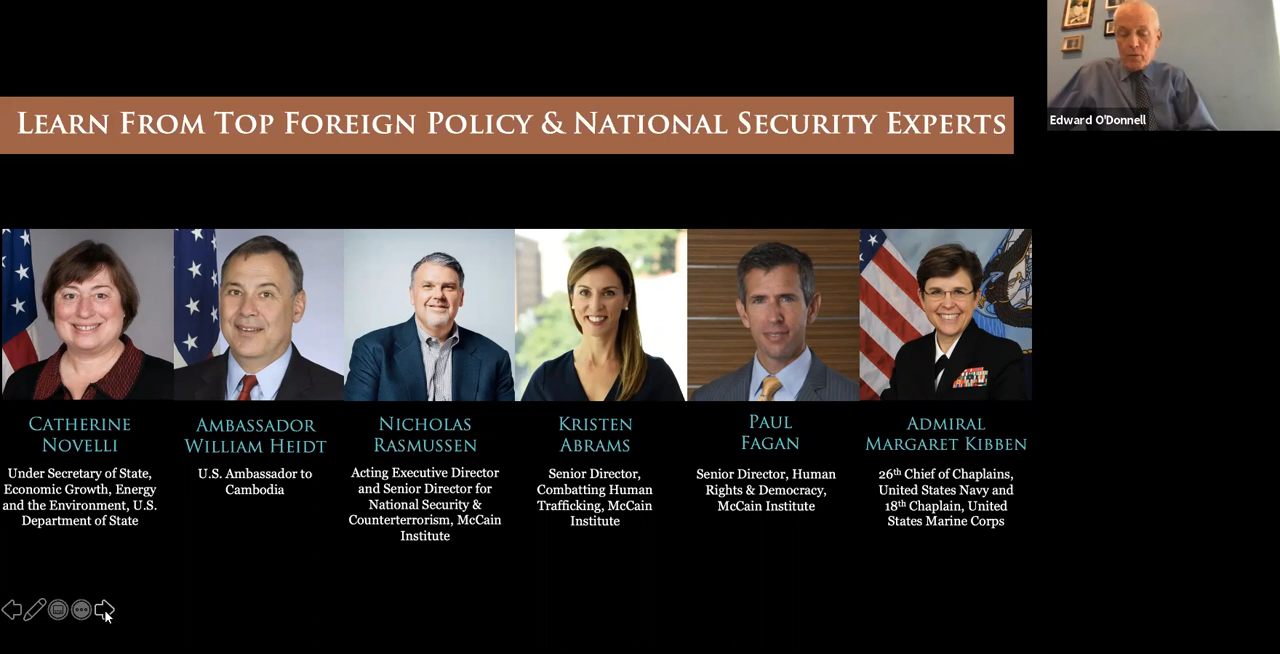 LEARN FROM TOP FOREIGN POLICY & NATIONAL SECURITY EXPERTS
Edward O'Donnell
CATHERINE
NOVELLI
Under Secretary of State,
Economic Growth, Energy
and the Environment, U.S.
Department of State
AMBASSADOR
WILLIAM HEIDT
U.S. Ambassador to
Cambodia
NICHOLAS
RASMUSSEN
Acting Executive Director
and Senior Director for
National Security &
Counterterrorism, McCain
Institute
KRISTEN
ABRAMS
Senior Director,
Combatting Human
Trafficking, McCain
Institute
PAUL
FAGAN
Senior Director, Human
Rights & Democracy,
McCain Institute
ADMIRAL
MARGARET KIBBEN
26th Chief of Chaplains,
United States Navy and
18th Chaplain, United
States Marine Corps